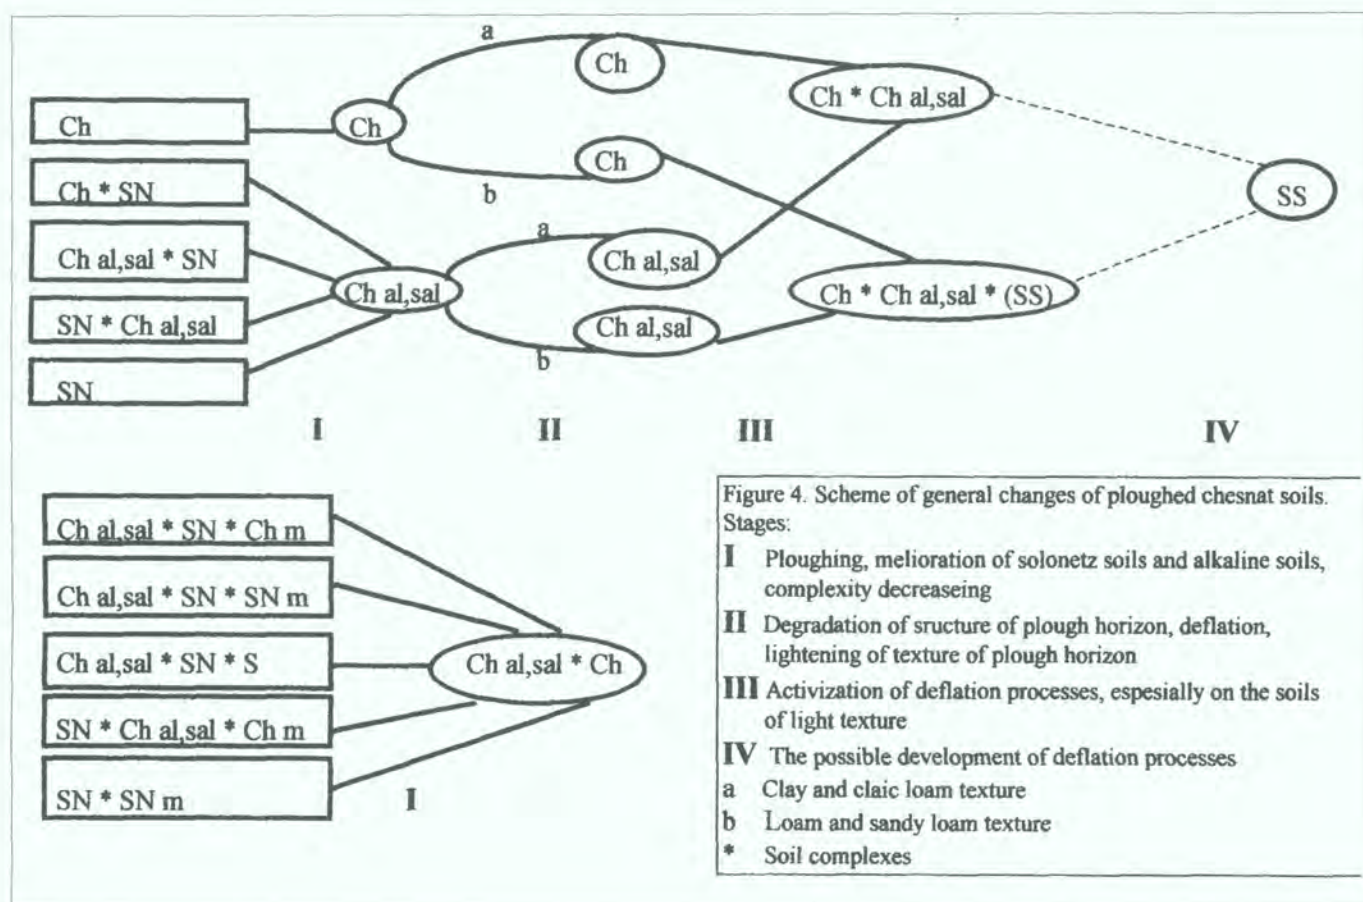 a
Ch
Ch * Ch al,sal
Ch
Ch
Ch
Ch * SN
b
SS
a
Ch al,sal * SN
Ch al,sal
Ch al,sal
Ch * Ch al,sal * (SS)
SN * Ch al,sal
Ch al,sal
b
SN
I II III IV
Ch al,sal * SN * Ch m
Ch al,sal * SN * SN m
Ch al,sal * SN * S
SN * Ch al,sal * Ch m
SN * SN m
Ch al,sal * Ch
I
Figure 4. Scheme of general changes of ploughed chesnat soils.
Stages:
I Ploughing, melioration of solonetz soils and alkaline soils,
complexity decreaseing
II Degradation of sructure of plough horizon, deflation,
lightening of texture of plough horizon
III Activization of deflation processes, espesially on the soils
of light texture
IV The possible development of deflation processes
a Clay and claic loam texture
b Loam and sandy loam texture
* Soil complexes